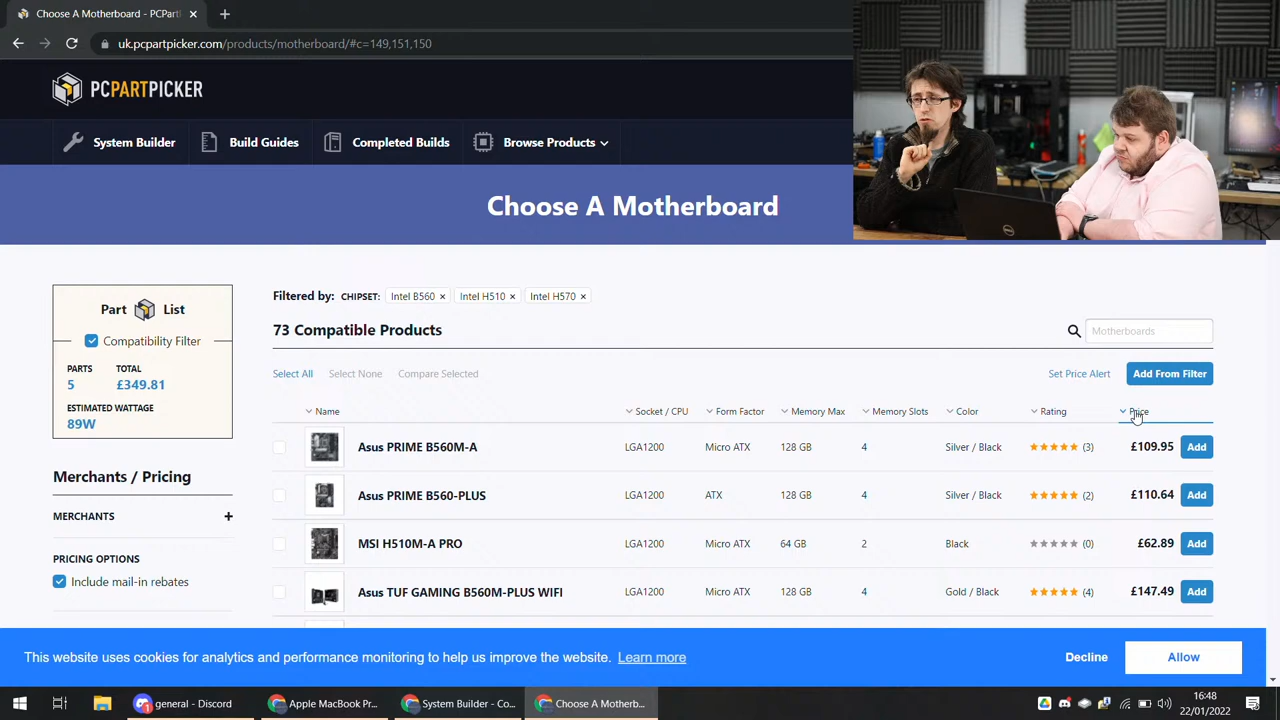 Choose A Motherboard - PCParti
uk.pcpartpicker.com/products/motherboard/#c=149,151,150
PCPARTPICKER
System Builder Build Guides Completed Builds Browse Products
Choose A Motherboard
Part List
Compatibility Filter
PARTS TOTAL
5 £349.81
ESTIMATED WATTAGE
89W
Merchants / Pricing
MERCHANTS +
PRICING OPTIONS
Include mail-in rebates
Filtered by: CHIPSET: Intel B560 × Intel H510 × Intel H570 ×
73 Compatible Products Motherboards
Select All Select None Compare Selected Set Price Alert Add From Filter
Name Socket / CPU Form Factor Memory Max Memory Slots Color Rating Price
Asus PRIME B560M-A LGA1200 Micro ATX 128 GB 4 Silver / Black (3) £109.95 Add
Asus PRIME B560-PLUS LGA1200 ATX 128 GB 4 Silver / Black (2) £110.64 Add
MSI H510M-A PRO LGA1200 Micro ATX 64 GB 2 Black (0) £62.89 Add
Asus TUF GAMING B560M-PLUS WIFI LGA1200 Micro ATX 128 GB 4 Gold / Black (4) £147.49 Add
This website uses cookies for analytics and performance monitoring to help us improve the website. Learn more Decline Allow
general - Discord Apple MacBook P... System Builder - Co... Choose A Motherb... 16:48
22/01/2022